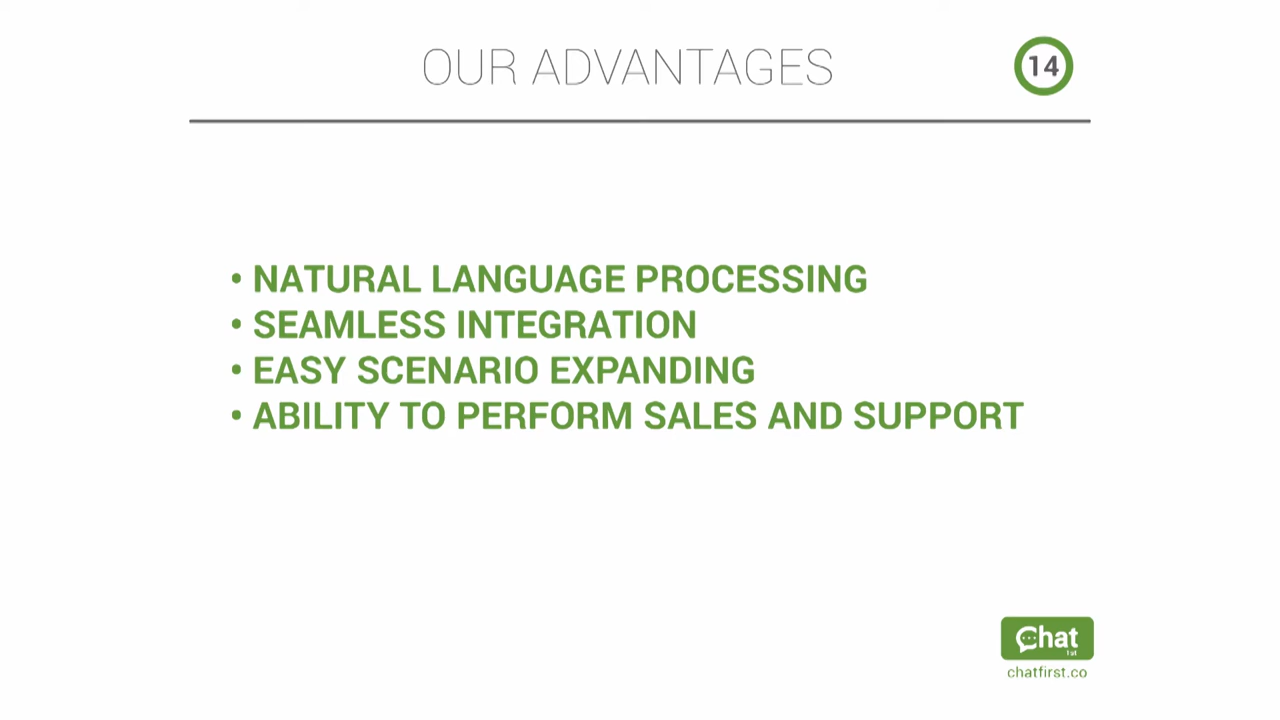 OUR ADVANTAGES
14
• NATURAL LANGUAGE PROCESSING
• SEAMLESS INTEGRATION
• EASY SCENARIO EXPANDING
• ABILITY TO PERFORM SALES AND SUPPORT
Chat
1st
chatfirst.co